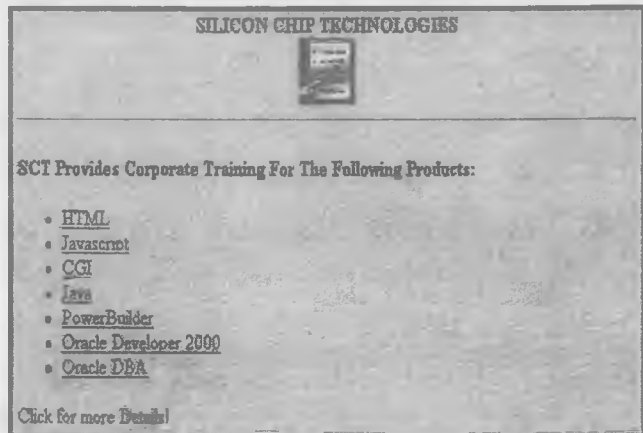 SILICON CHIP TECHNOLOGIES
SCT Provides Corporate Training For The Following Products:
HTML
Javascript
CGI
Java
PowerBuilder
Oracle Developer 2000
Oracle DBA
Click for more Details!